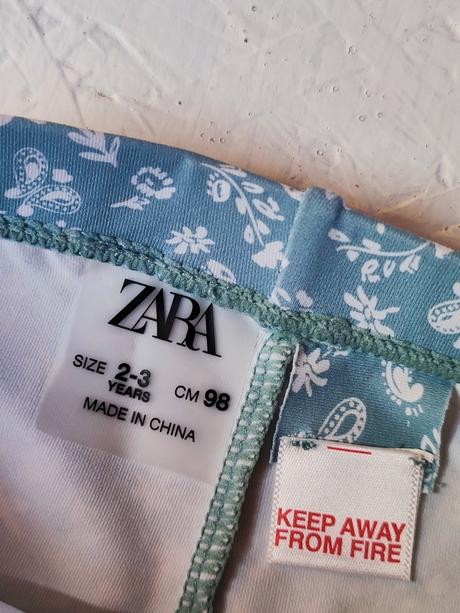 ZARA
SIZE 2-3 YEARS CM 98
MADE IN CHINA
KEEP AWAY
FROM FIRE